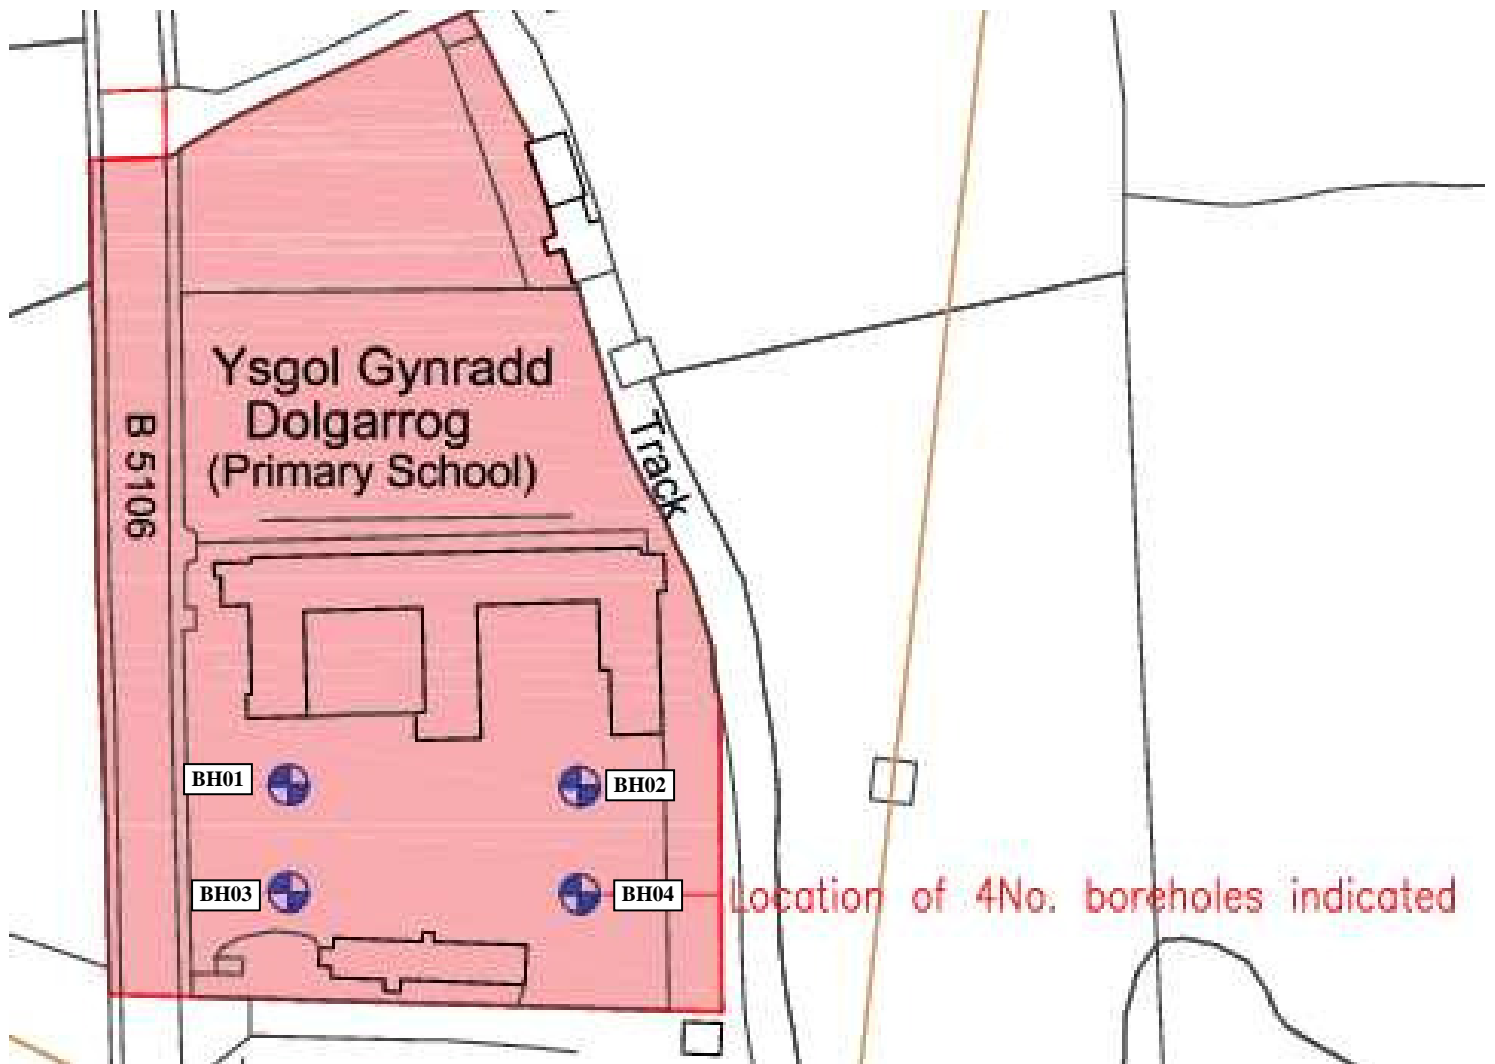 Ysgol Gynradd
Dolgarrog
(Primary School)
B 5106
Track
BH01
BH02
BH03
BH04
Location of 4No. boreholes indicated